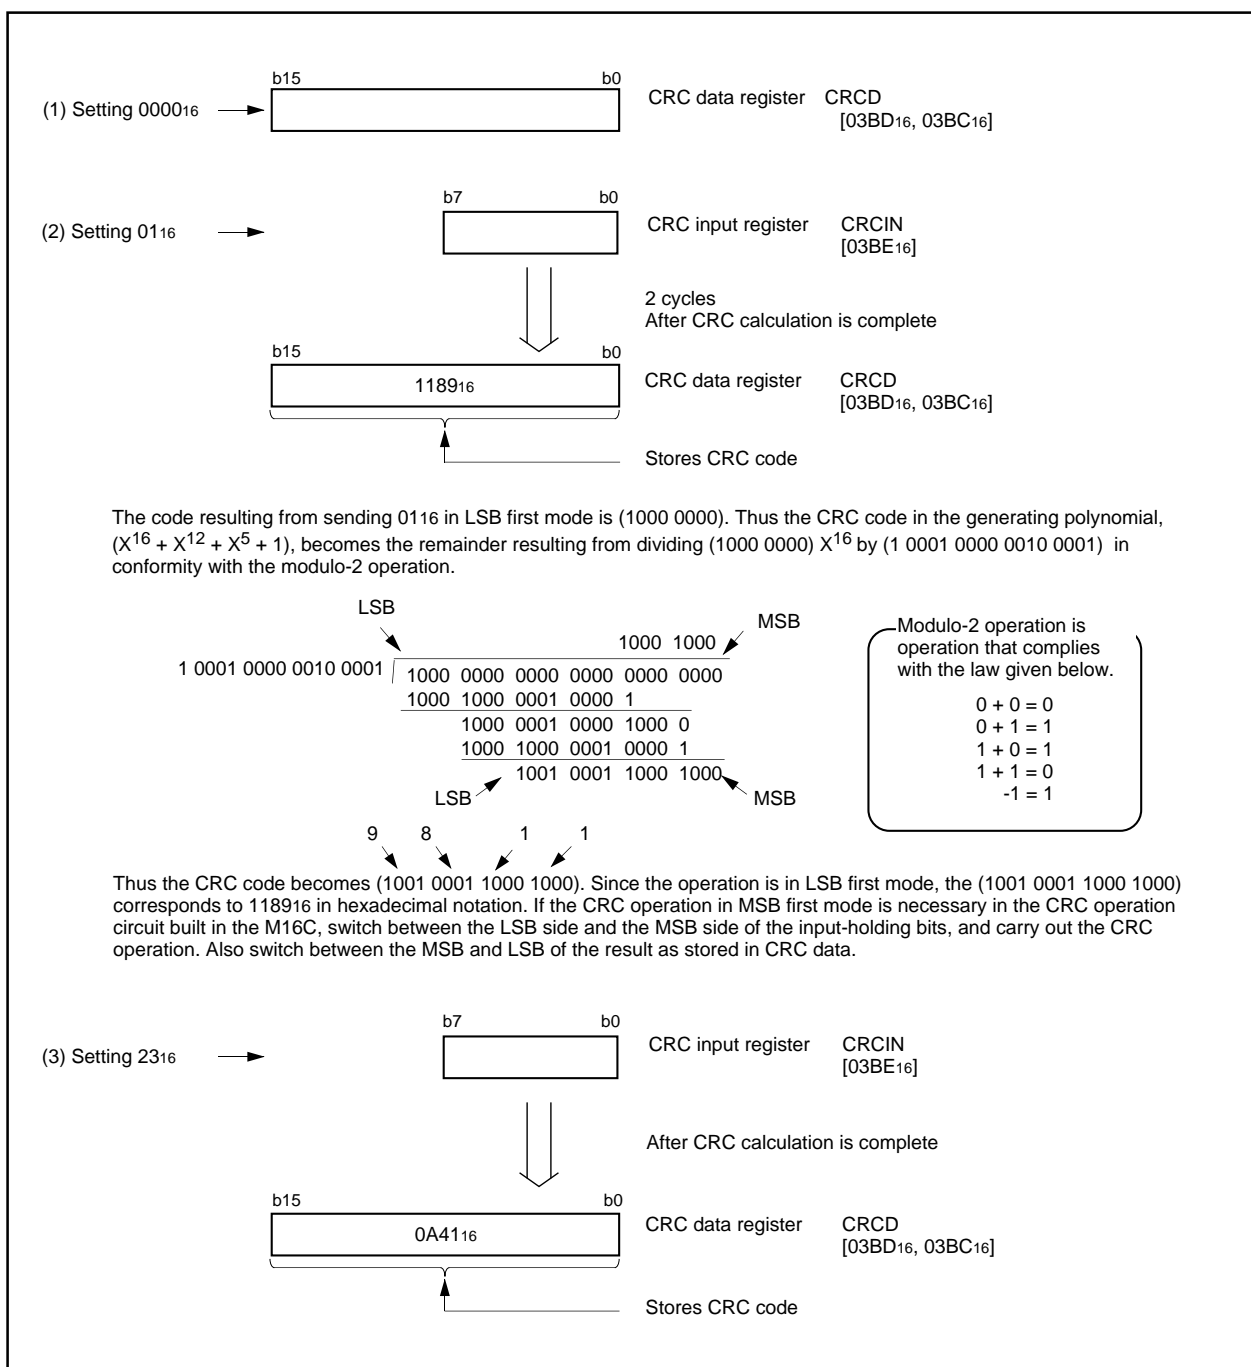 b15 b0
(1) Setting 0000₁₆ CRC data register CRCD
[03BD₁₆, 03BC₁₆]
b7 b0
(2) Setting 01₁₆ CRC input register CRCIN
[03BE₁₆]
2 cycles
After CRC calculation is complete
b15 b0
1189₁₆ CRC data register CRCD
[03BD₁₆, 03BC₁₆]
Stores CRC code
The code resulting from sending 01₁₆ in LSB first mode is (1000 0000). Thus the CRC code in the generating polynomial,
(X¹⁶ + X¹² + X⁵ + 1), becomes the remainder resulting from dividing (1000 0000) X¹⁶ by (1 0001 0000 0010 0001) in
conformity with the modulo-2 operation.
LSB MSB
1000 1000
1 0001 0000 0010 0001 1000 0000 0000 0000 0000 0000
1000 1000 0001 0000 1
1000 0001 0000 1000 0
1000 1000 0001 0000 1
1001 0001 1000 1000
LSB MSB
Modulo-2 operation is
operation that complies
with the law given below.
0 + 0 = 0
0 + 1 = 1
1 + 0 = 1
1 + 1 = 0
-1 = 1
9 8 1 1
Thus the CRC code becomes (1001 0001 1000 1000). Since the operation is in LSB first mode, the (1001 0001 1000 1000)
corresponds to 1189₁₆ in hexadecimal notation. If the CRC operation in MSB first mode is necessary in the CRC operation
circuit built in the M16C, switch between the LSB side and the MSB side of the input-holding bits, and carry out the CRC
operation. Also switch between the MSB and LSB of the result as stored in CRC data.
b7 b0
(3) Setting 23₁₆ CRC input register CRCIN
[03BE₁₆]
After CRC calculation is complete
b15 b0
0A41₁₆ CRC data register CRCD
[03BD₁₆, 03BC₁₆]
Stores CRC code